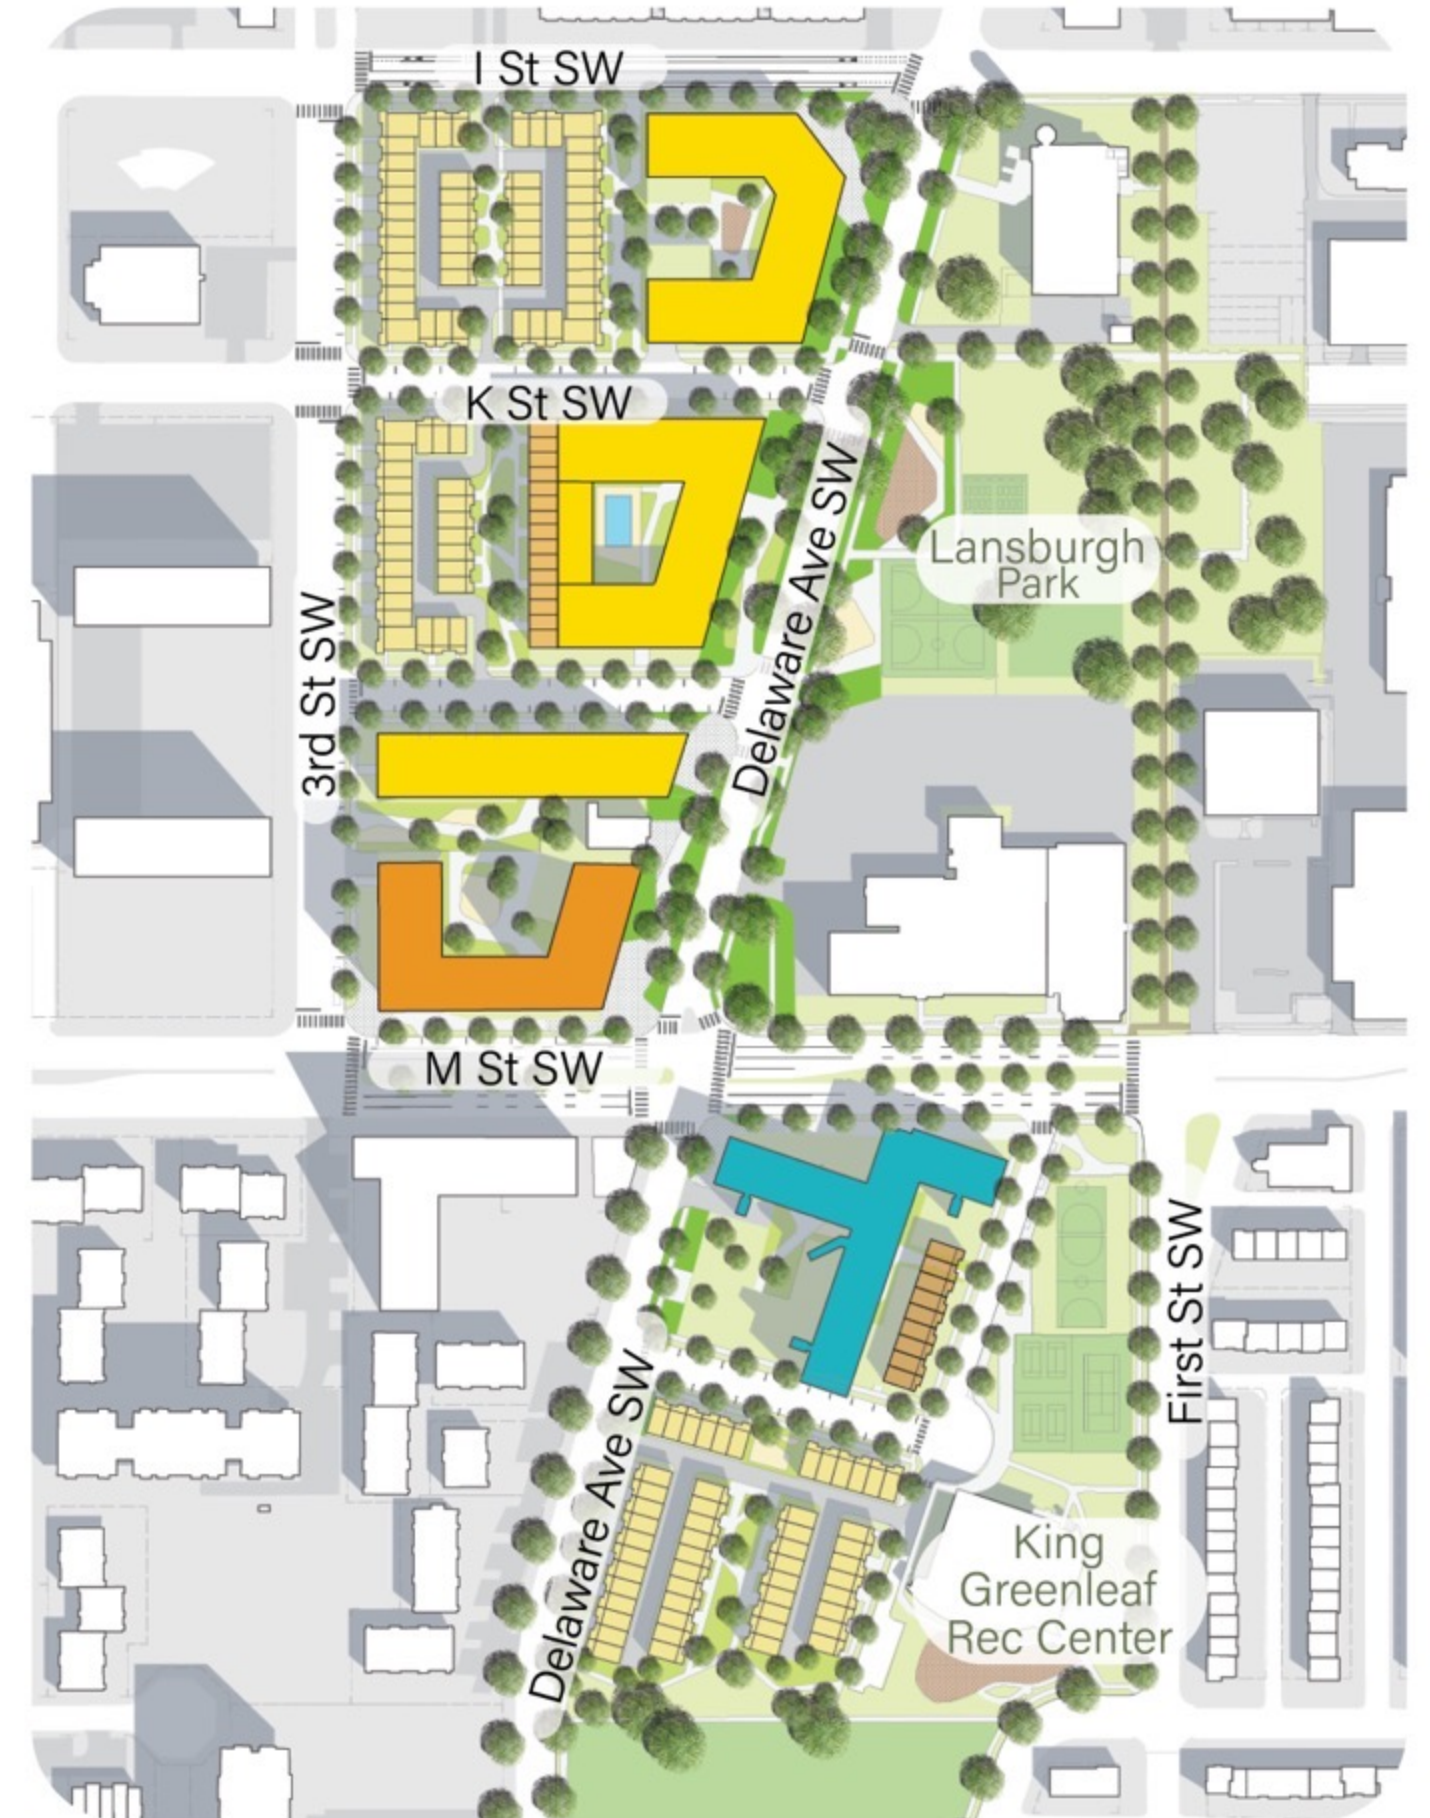 I St SW
K St SW
Delaware Ave SW
Lansburgh
Park
3rd St SW
M St SW
First St SW
Delaware Ave SW
King
Greenleaf
Rec Center